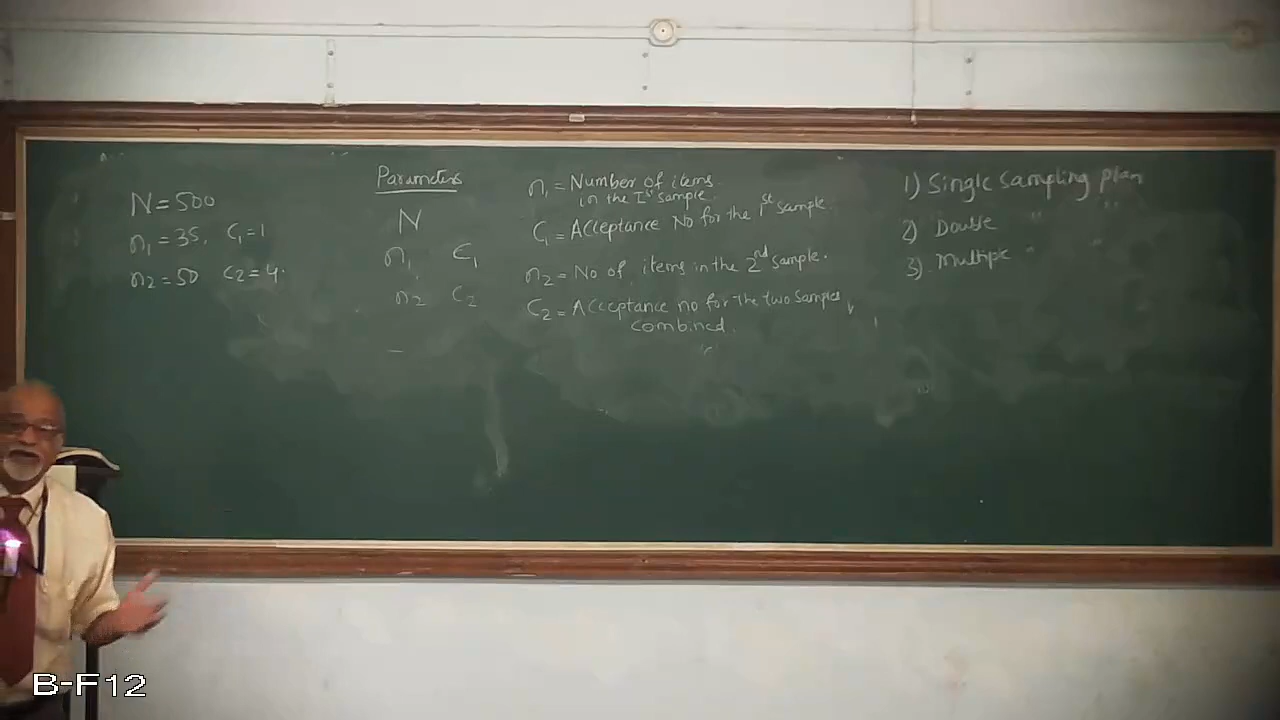 N = 500
n₁ = 35, C₁ = 1
n₂ = 50 C₂ = 4.
Parameters
N
n₁ C₁
n₂ C₂
n₁ = Number of items
in the Iˢᵗ sample.
C₁ = Acceptance No for the 1ˢᵗ sample.
n₂ = No of items in the 2ⁿᵈ sample.
C₂ = Acceptance no for the two samples
combined.
1) Single sampling plan
2) Double " "
3) Multiple " "
B-F12